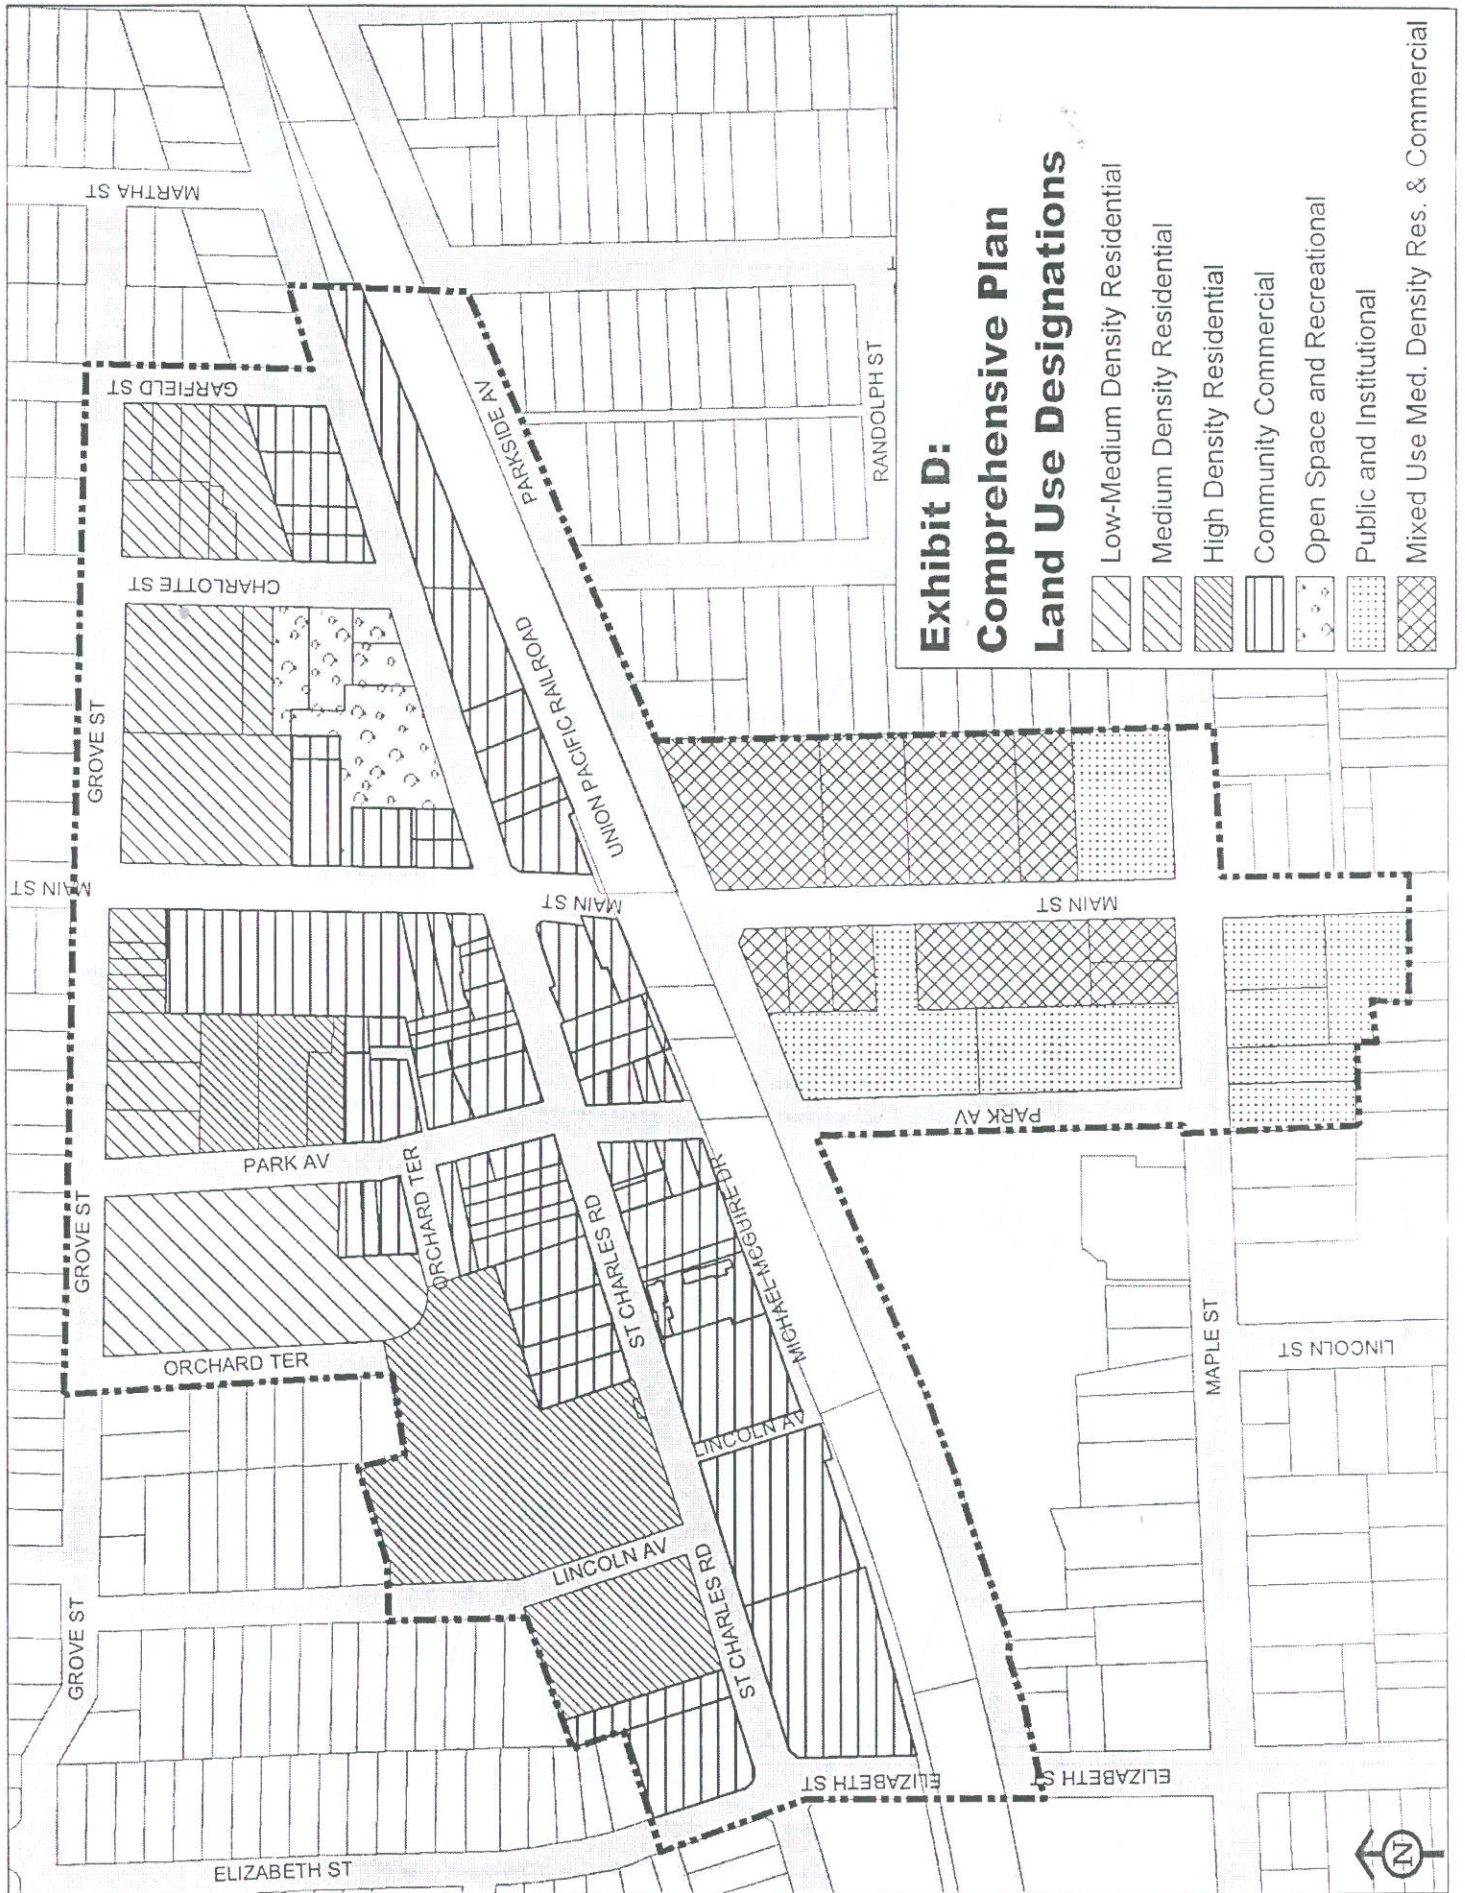 Exhibit D:
Comprehensive Plan
Land Use Designations
Low-Medium Density Residential
Medium Density Residential
High Density Residential
Community Commercial
Open Space and Recreational
Public and Institutional
Mixed Use Med. Density Res. & Commercial
GROVE ST
GROVE ST
GROVE ST
ELIZABETH ST
ORCHARD TER
PARK AV
MAIN ST
CHARLOTTE ST
GARFIELD ST
MARTHA ST
ORCHARD TER
LINCOLN AV
ST CHARLES RD
ST CHARLES RD
LINCOLN AV
MICHAEL MCGUIRE DR
MAIN ST
MAIN ST
UNION PACIFIC RAILROAD
PARKSIDE AV
RANDOLPH ST
ELIZABETH ST
ELIZABETH ST
PARK AV
MAIN ST
MAPLE ST
LINCOLN ST
N